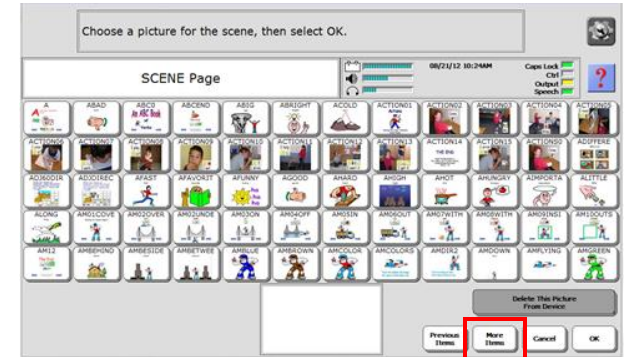 Choose a picture for the scene, then select OK.
SCENE Page
08/21/12 10:24AM
Caps Lock
Ctrl
Output
Speech
?
A ABAD ABC0 ABCEND ABIG ABRIGHT ACOLD ACTION01 ACTION02 ACTION03 ACTION04 ACTION05
ACTION06 ACTION07 ACTION08 ACTION09 ACTION10 ACTION11 ACTION12 ACTION13 ACTION14 ACTION15 ACTION ADIFFERE
ADJ60DIR ADJDIREC AFAST AFAVORIT AFUNNY AGOOD AHARD AHIGH AHOT AHUNGRY AIMPORTA ALITTLE
ALONG AM01COVE AM02OVER AM02UNDE AM03ON AM04OFF AM05IN AM06OUT AM07WITH AM08WITH AM09INSI AM10OUTS
AM12 AMBEHIND AMBESIDE AMBETWEE AMBLUE AMBROWN AMCOLOR AMCOLORS AMDIR2 AMDOWN AMFLYING AMGREEN
Delete This Picture
From Device
Previous
Items
More
Items
Cancel
OK